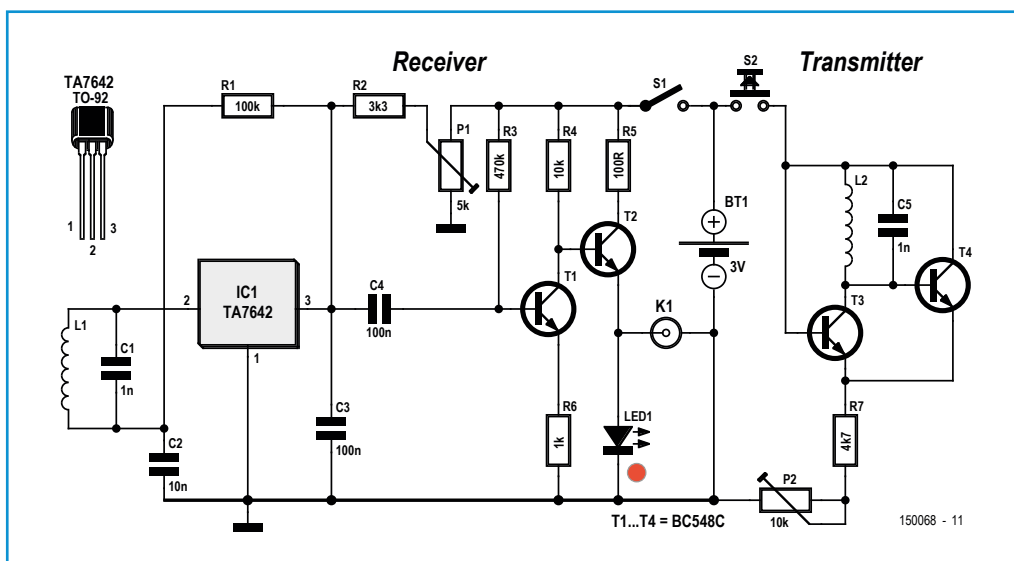 Receiver
Transmitter
TA7642
TO-92
1
2
3
R1
100k
R2
3k3
P1
5k
R3
470k
R4
10k
R5
100R
S1
S2
BT1
3V
L2
C5
1n
T4
T3
T2
T1
IC1
TA7642
2
3
1
L1
C1
1n
C4
100n
K1
C2
10n
C3
100n
R6
1k
LED1
R7
4k7
P2
10k
T1...T4 = BC548C
150068 - 11